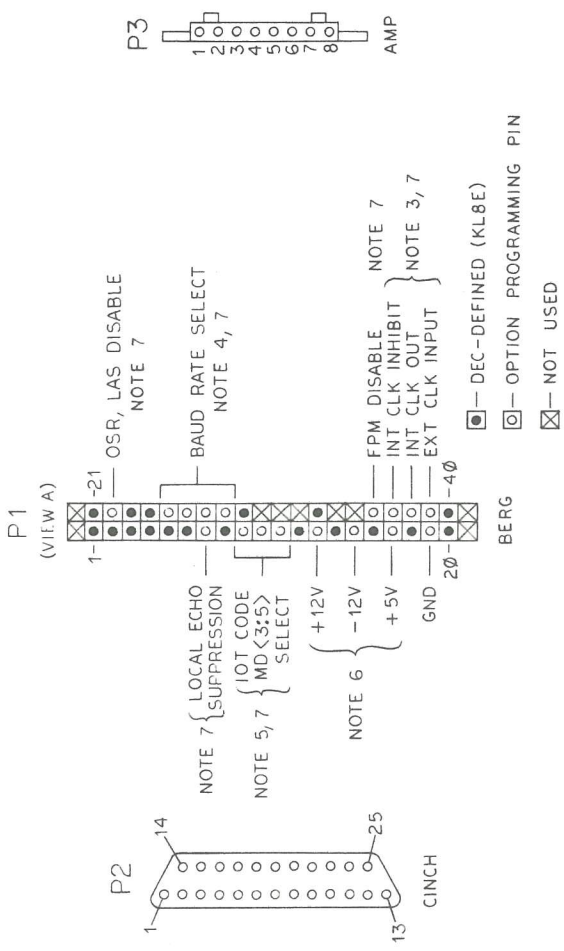 P1
(VIEW A)
1
21
OSR, LAS DISABLE
NOTE 7
BAUD RATE SELECT
NOTE 4, 7
NOTE 7 { LOCAL ECHO
SUPPRESSION
NOTE 5, 7 { IOT CODE
MD<3:5>
SELECT
NOTE 6 {
+12V
-12V
+5V
GND
FPM DISABLE NOTE 7
INT CLK INHIBIT
INT CLK OUT } NOTE 3, 7
EXT CLK INPUT
2Ø
4Ø
BERG
P2
1
14
13
25
CINCH
P3
1
2
3
4
5
6
7
8
AMP
DEC-DEFINED (KL8E)
OPTION PROGRAMMING PIN
NOT USED